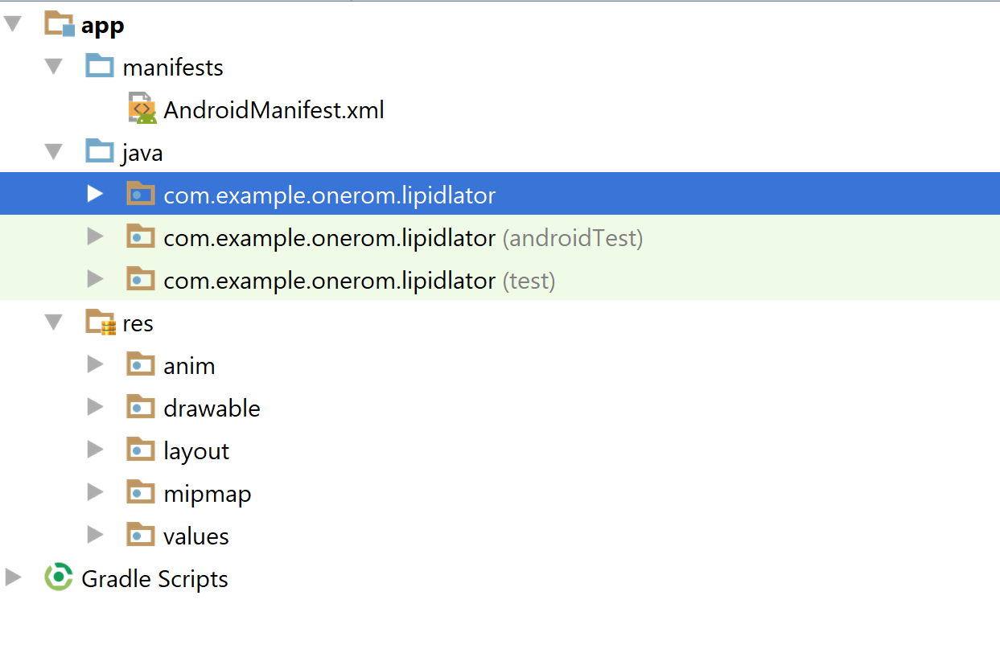 app
manifests
AndroidManifest.xml
java
com.example.onerom.lipidlator
com.example.onerom.lipidlator (androidTest)
com.example.onerom.lipidlator (test)
res
anim
drawable
layout
mipmap
values
Gradle Scripts